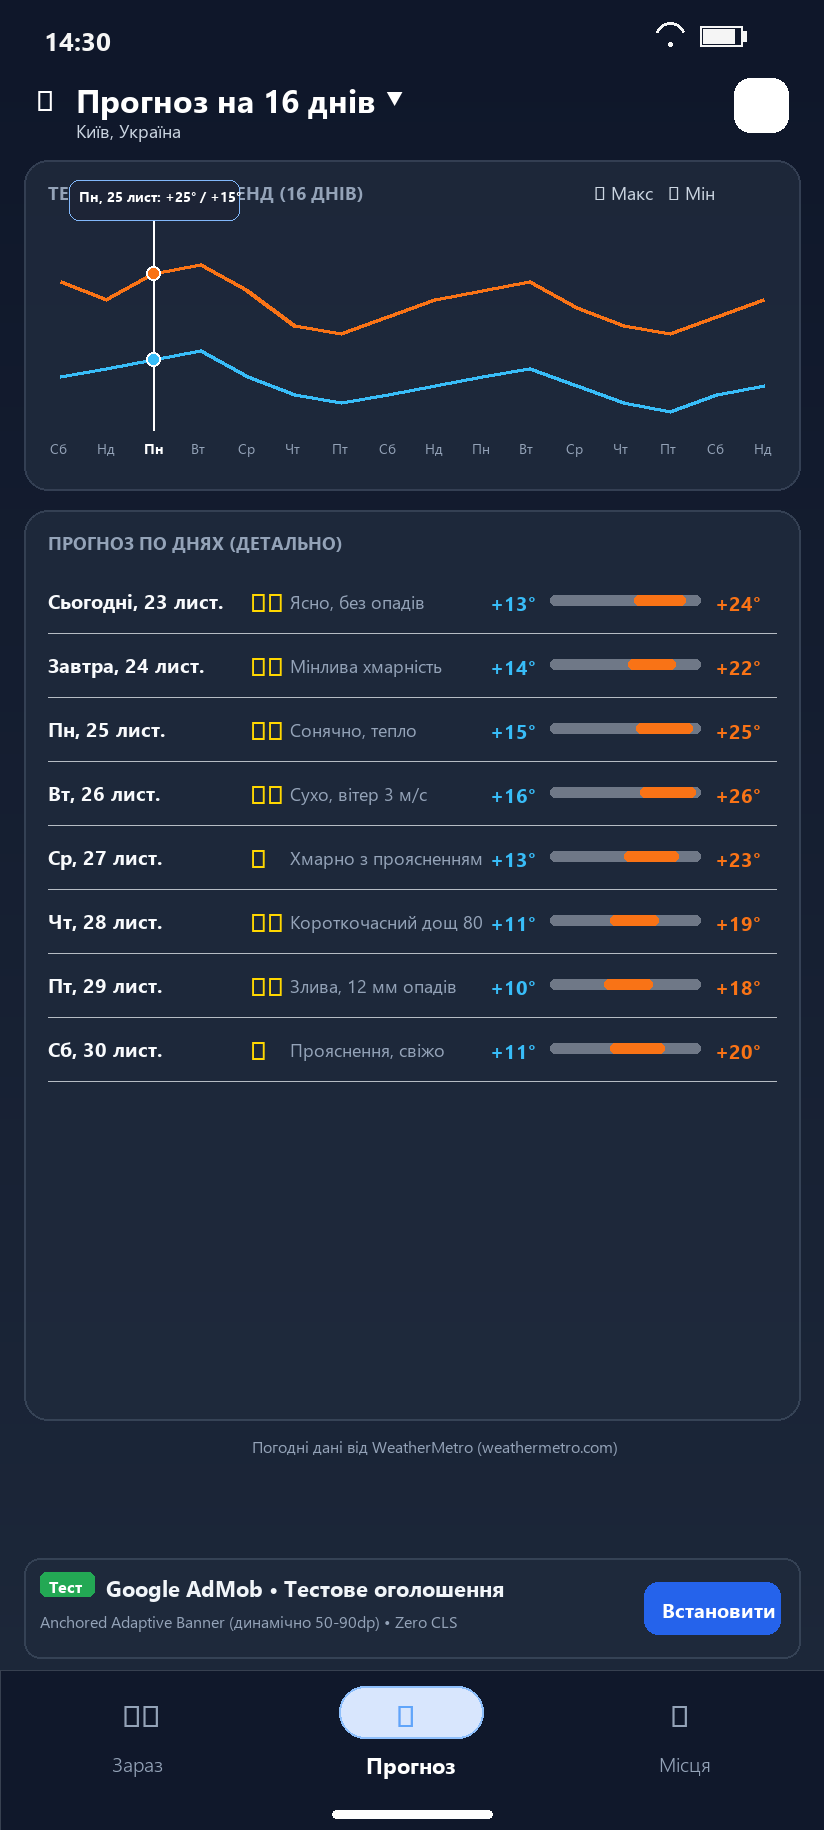 14:30
Прогноз на 16 днів ▼
Київ, Україна
ТЕ
ЕНД (16 ДНІВ)
Пн, 25 лист: +25° / +15°
Макс Мін
Сб Нд Пн Вт Ср Чт Пт Сб Нд Пн Вт Ср Чт Пт Сб Нд
ПРОГНОЗ ПО ДНЯХ (ДЕТАЛЬНО)
Сьогодні, 23 лист. Ясно, без опадів +13° +24°
Завтра, 24 лист. Мінлива хмарність +14° +22°
Пн, 25 лист. Сонячно, тепло +15° +25°
Вт, 26 лист. Сухо, вітер 3 м/с +16° +26°
Ср, 27 лист. Хмарно з проясненням +13° +23°
Чт, 28 лист. Короткочасний дощ 80 +11° +19°
Пт, 29 лист. Злива, 12 мм опадів +10° +18°
Сб, 30 лист. Прояснення, свіжо +11° +20°
Погодні дані від WeatherMetro (weathermetro.com)
Тест Google AdMob • Тестове оголошення
Anchored Adaptive Banner (динамічно 50-90dp) • Zero CLS
Встановити
Зараз Прогноз Місця